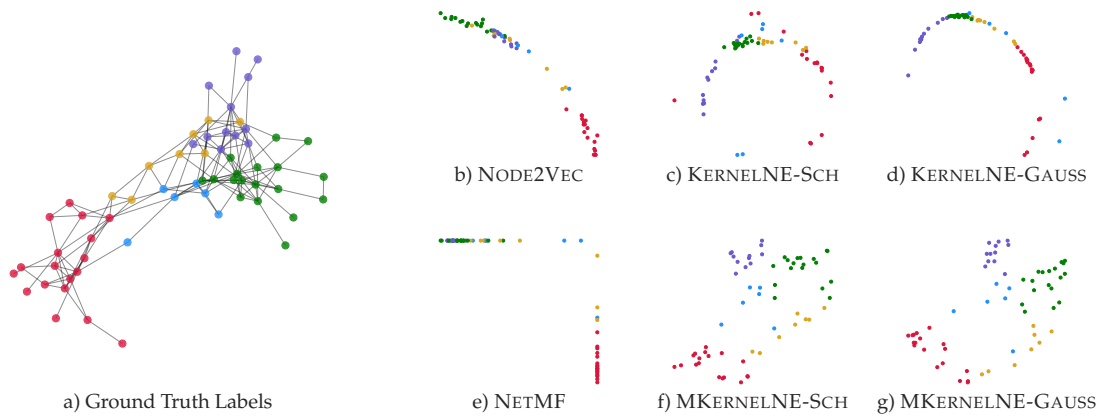 b) NODE2VEC
c) KERNELNE-SCH
d) KERNELNE-GAUSS
a) Ground Truth Labels
e) NETMF
f) MKERNELNE-SCH
g) MKERNELNE-GAUSS